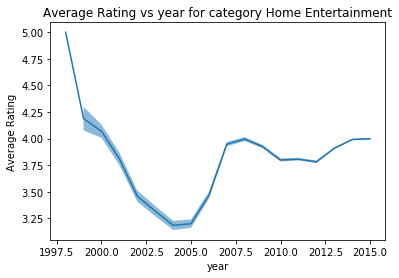 Average Rating vs year for category Home Entertainment
5.00
4.75
4.50
4.25
4.00
3.75
3.50
3.25
Average Rating
1997.5 2000.0 2002.5 2005.0 2007.5 2010.0 2012.5 2015.0
year